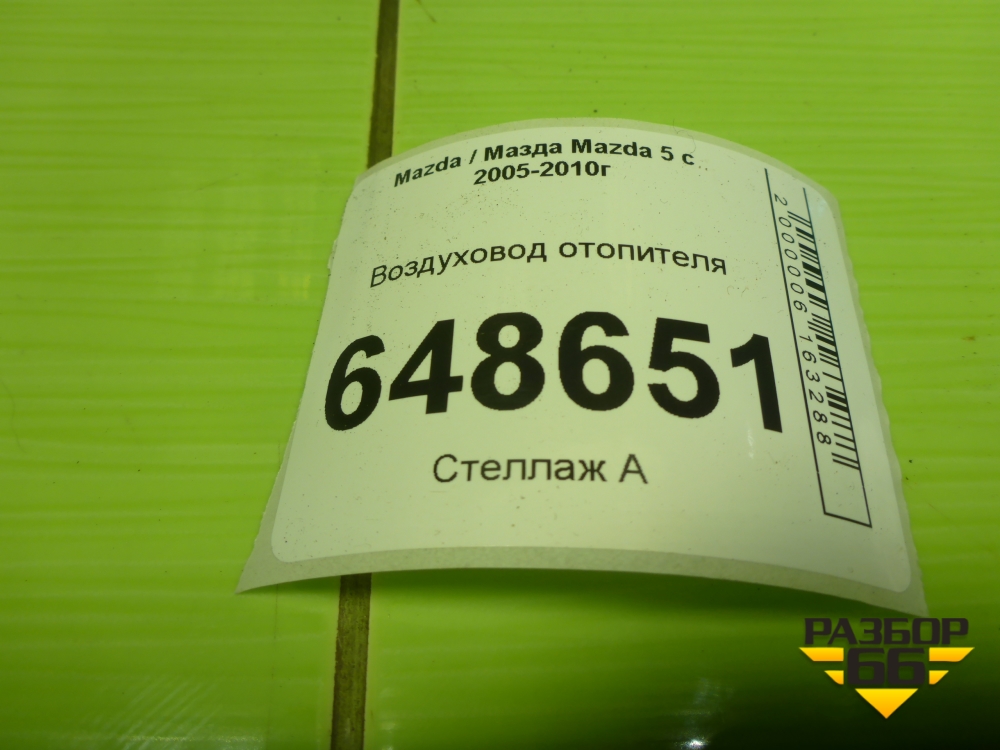 Mazda / Мазда Mazda 5 с
2005-2010г
Воздуховод отопителя
648651
Стеллаж А
2000006163288
РАЗБОР
66